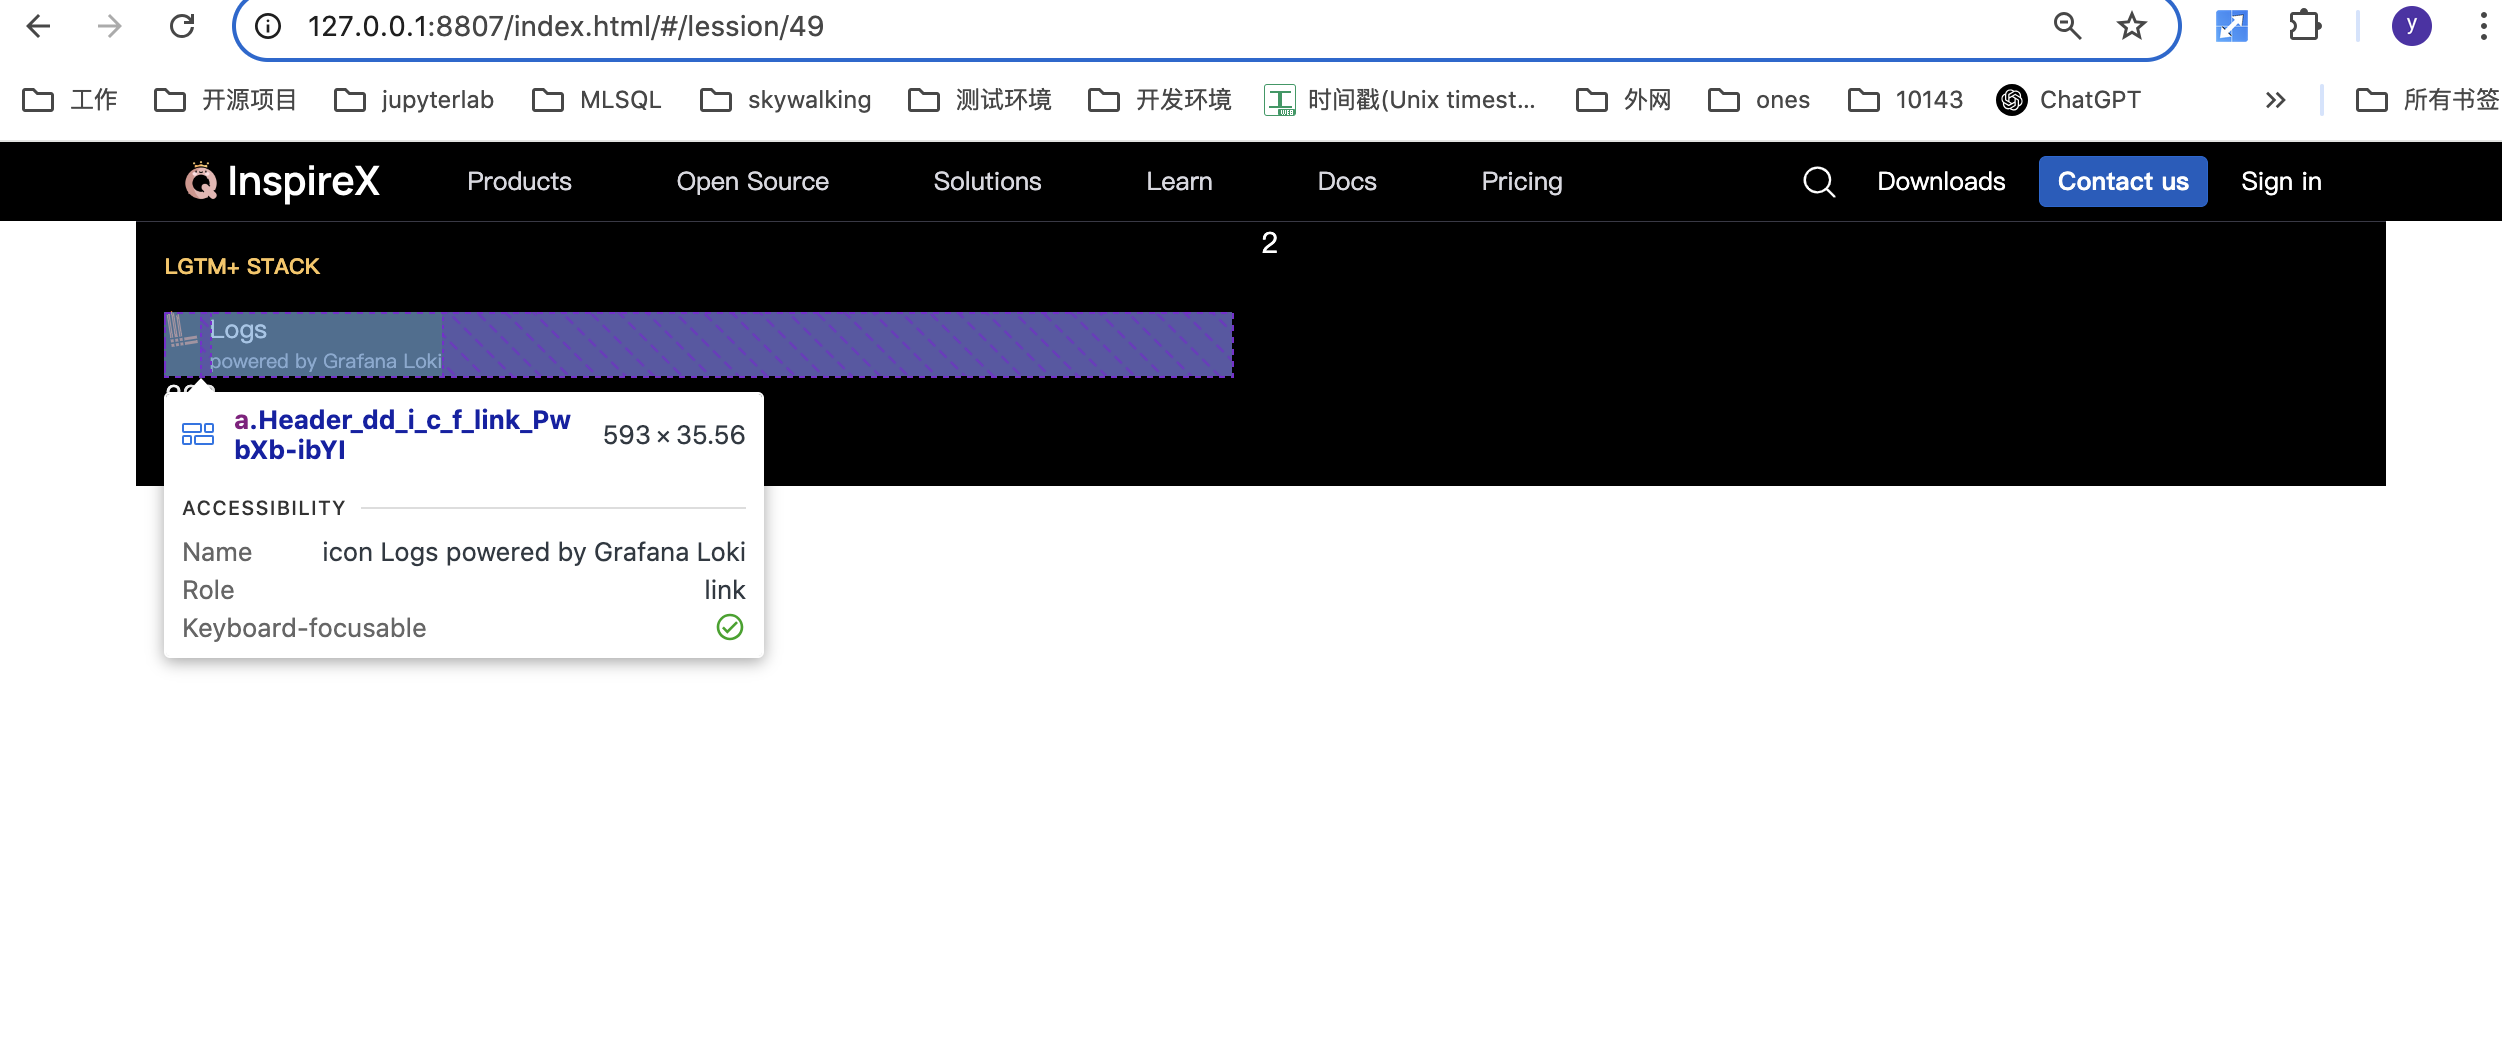 127.0.0.1:8807/index.html/#/lession/49
y
工作
开源项目
jupyterlab
MLSQL
skywalking
测试环境
开发环境
时间戳(Unix timest...
外网
ones
10143
ChatGPT
所有书签
InspireX
Products
Open Source
Solutions
Learn
Docs
Pricing
Downloads
Contact us
Sign in
LGTM+ STACK
2
Logs
powered by Grafana Loki
a.Header_dd_i_c_f_link_Pw
bXb-ibYI
593 × 35.56
ACCESSIBILITY
Name
icon Logs powered by Grafana Loki
Role
link
Keyboard-focusable